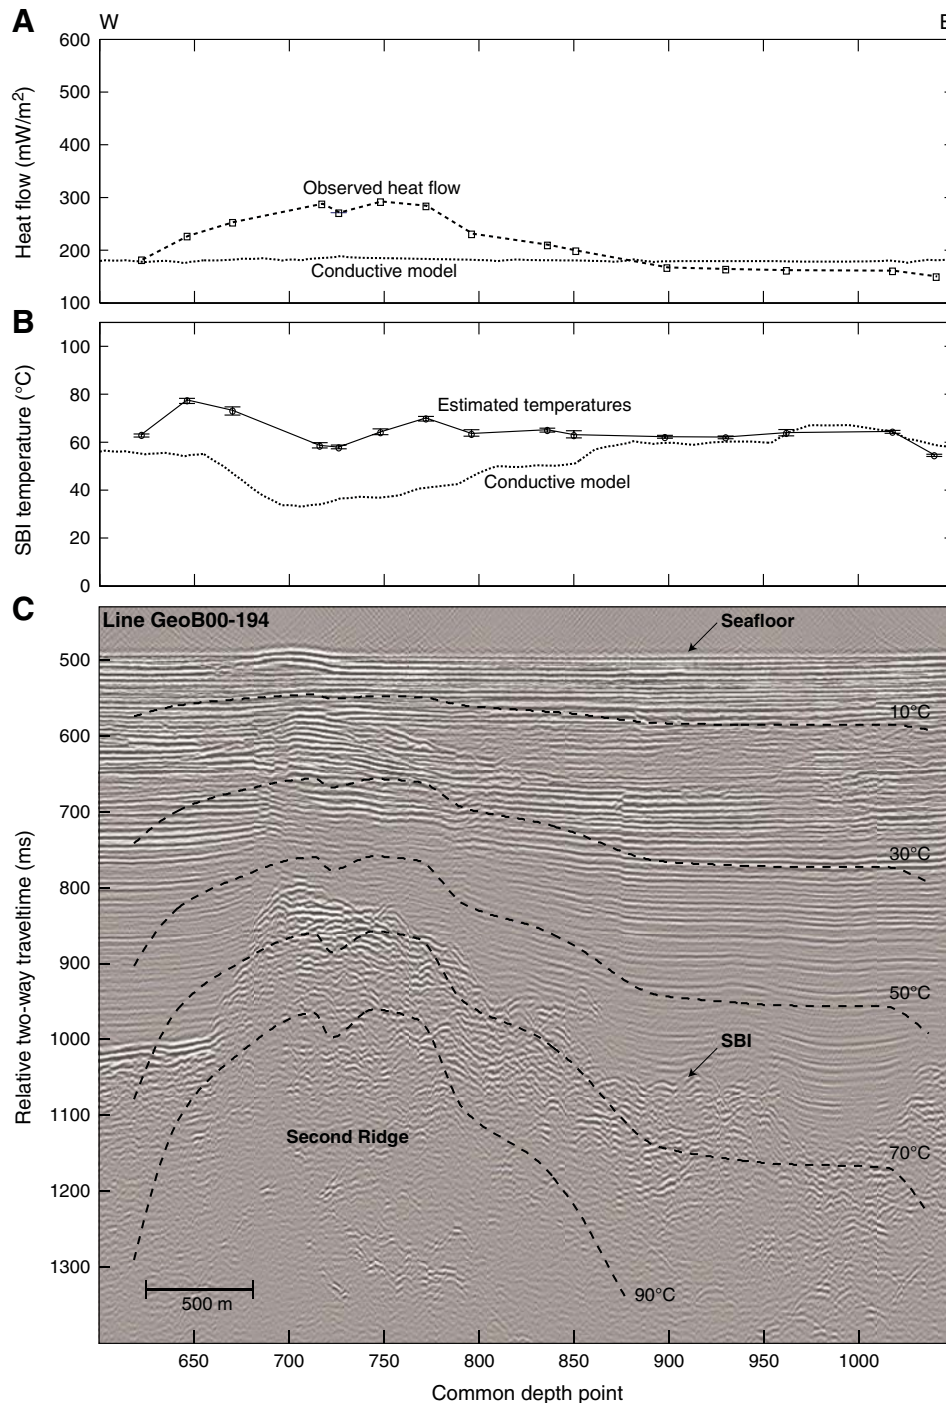 A
W
E
600
500
400
300
200
100
Heat flow (mW/m²)
Observed heat flow
Conductive model
B
100
80
60
40
20
0
SBI temperature (°C)
Estimated temperatures
Conductive model
C
Line GeoB00-194
Seafloor
500
600
700
800
900
1000
1100
1200
1300
Relative two-way traveltime (ms)
10°C
30°C
50°C
SBI
Second Ridge
70°C
90°C
500 m
650
700
750
800
850
900
950
1000
Common depth point